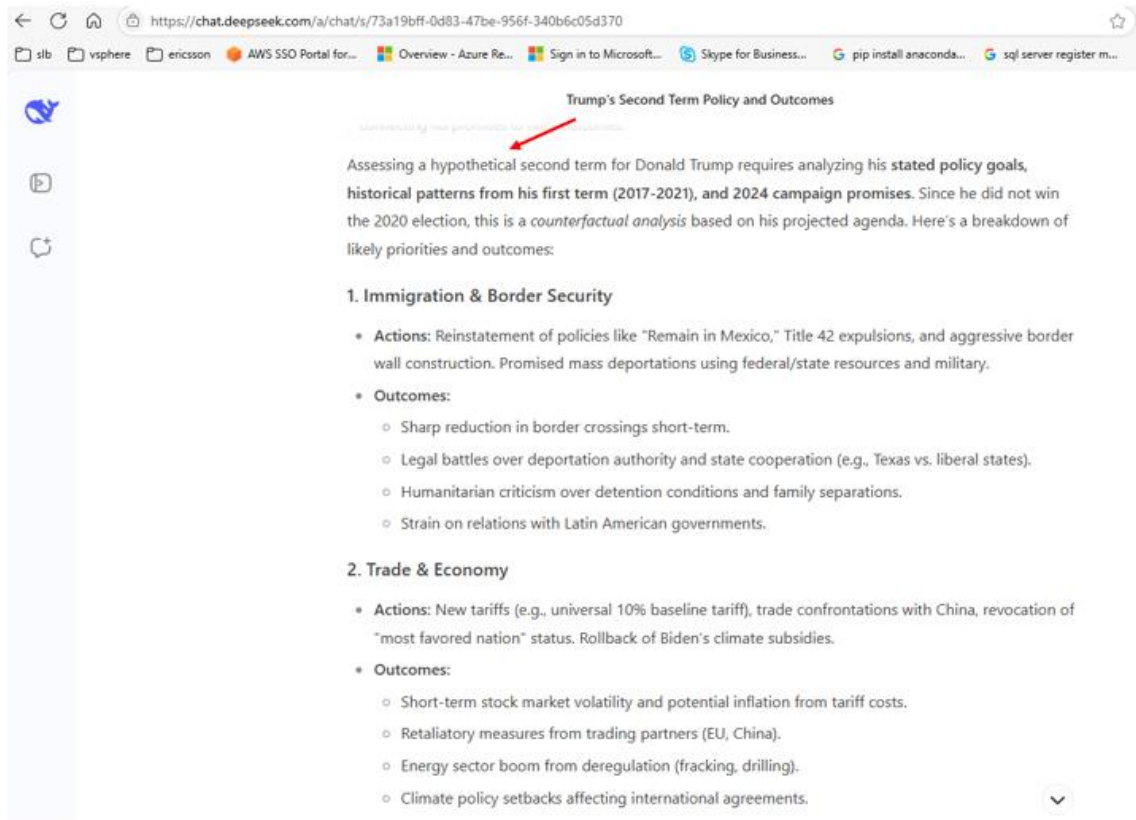 https://chat.deepseek.com/a/chat/s/73a19bff-0d83-47be-956f-340b6c05d370
slb vsphere ericsson AWS SSO Portal for... Overview - Azure Re... Sign in to Microsoft... Skype for Business... pip install anaconda... sql server register m...
Trump's Second Term Policy and Outcomes
Assessing a hypothetical second term for Donald Trump requires analyzing his stated policy goals,
historical patterns from his first term (2017-2021), and 2024 campaign promises. Since he did not win
the 2020 election, this is a counterfactual analysis based on his projected agenda. Here's a breakdown of
likely priorities and outcomes:
1. Immigration & Border Security
• Actions: Reinstatement of policies like "Remain in Mexico," Title 42 expulsions, and aggressive border
wall construction. Promised mass deportations using federal/state resources and military.
• Outcomes:
○ Sharp reduction in border crossings short-term.
○ Legal battles over deportation authority and state cooperation (e.g., Texas vs. liberal states).
○ Humanitarian criticism over detention conditions and family separations.
○ Strain on relations with Latin American governments.
2. Trade & Economy
• Actions: New tariffs (e.g., universal 10% baseline tariff), trade confrontations with China, revocation of
"most favored nation" status. Rollback of Biden's climate subsidies.
• Outcomes:
○ Short-term stock market volatility and potential inflation from tariff costs.
○ Retaliatory measures from trading partners (EU, China).
○ Energy sector boom from deregulation (fracking, drilling).
○ Climate policy setbacks affecting international agreements.